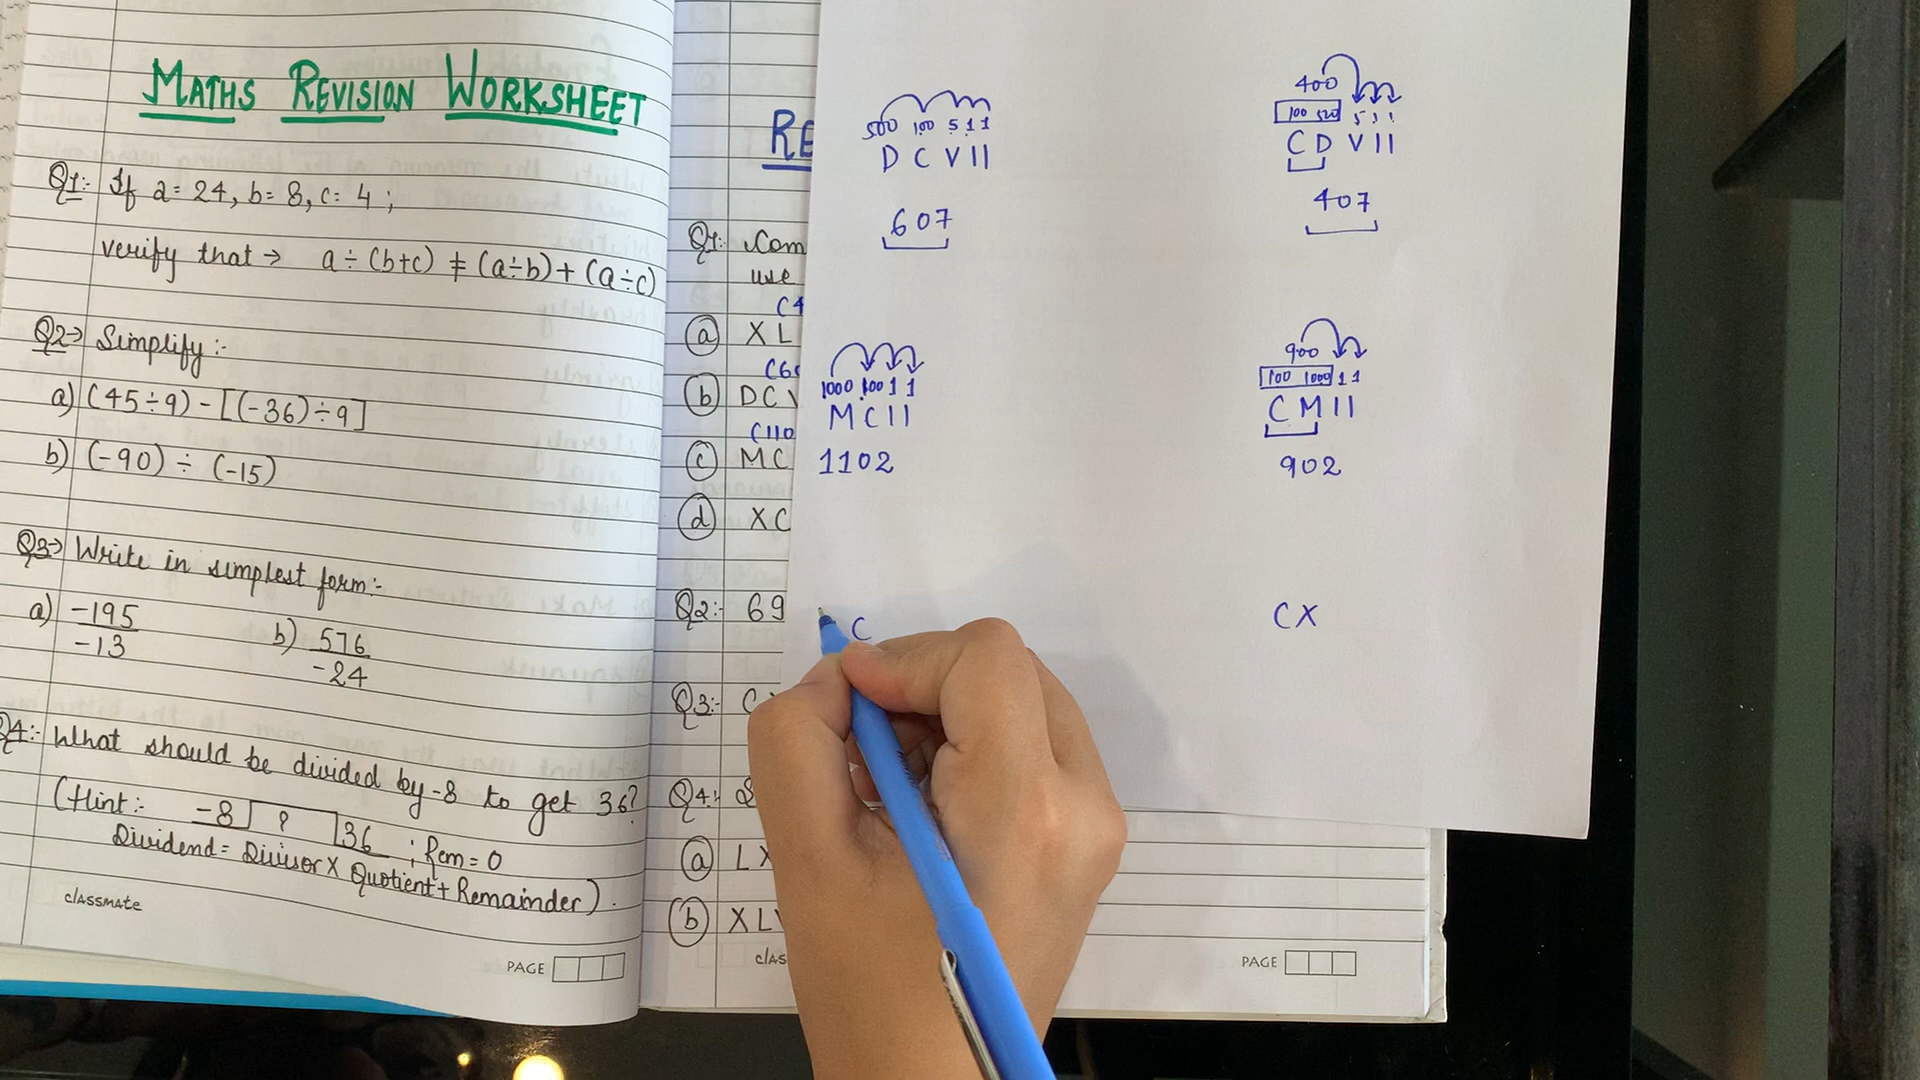 MATHS REVISION WORKSHEET
Q1:- If a= 24, b= 8, c= 4 ;
verify that → a ÷ (b+c) ≠ (a÷b) + (a÷c)
Q2→ Simplify:-
a) (45÷9) - [(-36)÷9]
b) (-90) ÷ (-15)
Q3→ Write in simplest form:-
a) -195
-13
b) 576
-24
Q4:- What should be divided by -8 to get 36?
(Hint:- -8 ? 36 ; Rem = 0
Dividend = Divisor X Quotient + Remainder).
classmate
PAGE
RE
Q1:- Com
use
(4
(a) X L
(60
(b) DC
(110
(c) MC
(d) XC
Q2:- 69
Q3:- C
Q4:-
(a) L X
(b) XLV
clas
PAGE
500 100 5 1 1
D C V I I
607
400
100 500 5 1 1
C D V I I
407
1000 100 1 1
M C I I
1102
900
100 1000 1 1
C M I I
902
C
C X